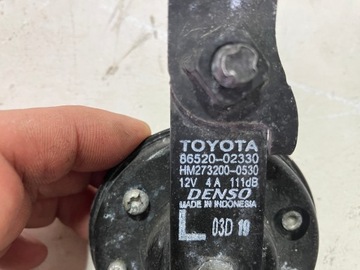 TOYOTA
86520-02330
HM273200-0530
12V 4A 111dB
DENSO
MADE IN INDONESIA
L 03D 19